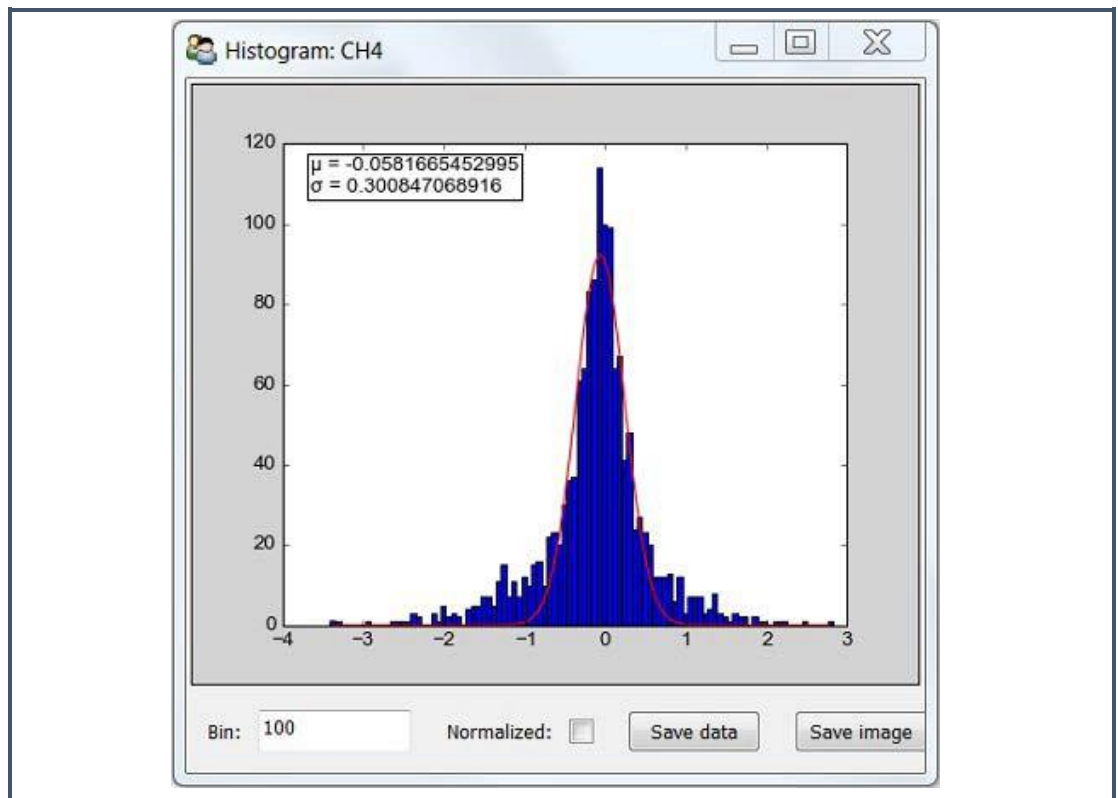 Histogram: CH4
120
μ = -0.0581665452995
σ = 0.300847068916
100
80
60
40
20
0
−4 −3 −2 −1 0 1 2 3
Bin: 100 Normalized: Save data Save image